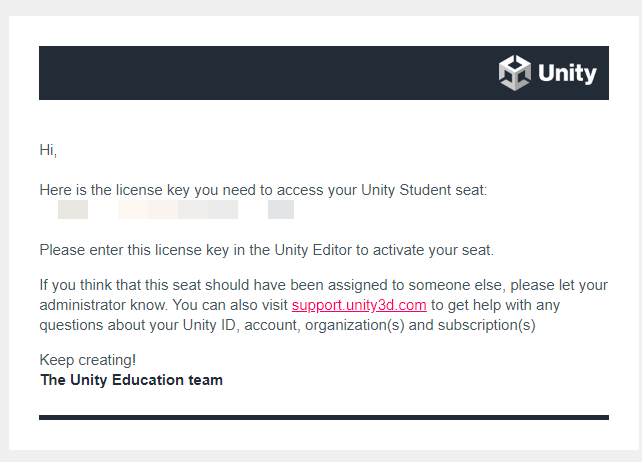 Unity
Hi,
Here is the license key you need to access your Unity Student seat:
Please enter this license key in the Unity Editor to activate your seat.
If you think that this seat should have been assigned to someone else, please let your
administrator know. You can also visit support.unity3d.com to get help with any
questions about your Unity ID, account, organization(s) and subscription(s)
Keep creating!
The Unity Education team